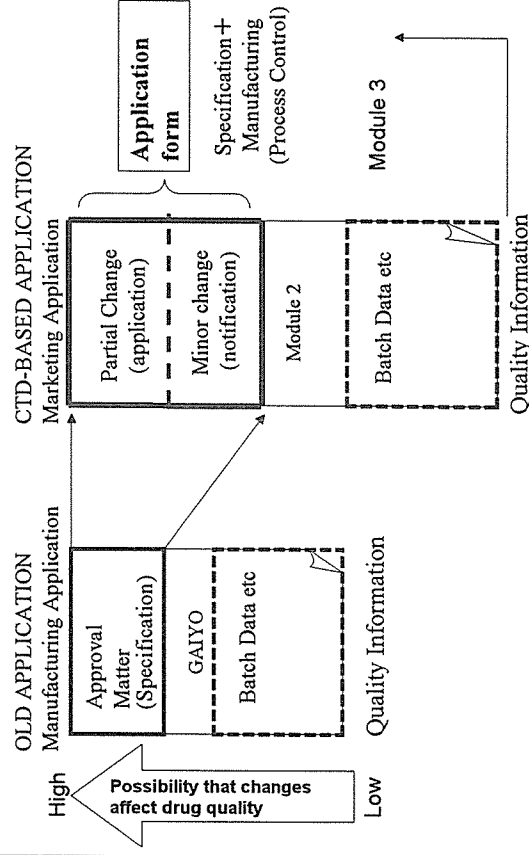 OLD APPLICATION
Manufacturing Application
High
Possibility that changes
affect drug quality
Low
Approval
Matter
(Specification)
GAIYO
Batch Data etc
Quality Information
CTD-BASED APPLICATION
Marketing Application
Partial Change
(application)
Minor change
(notification)
Module 2
Batch Data etc
Quality Information
Application
form
Specification+
Manufacturing
(Process Control)
Module 3